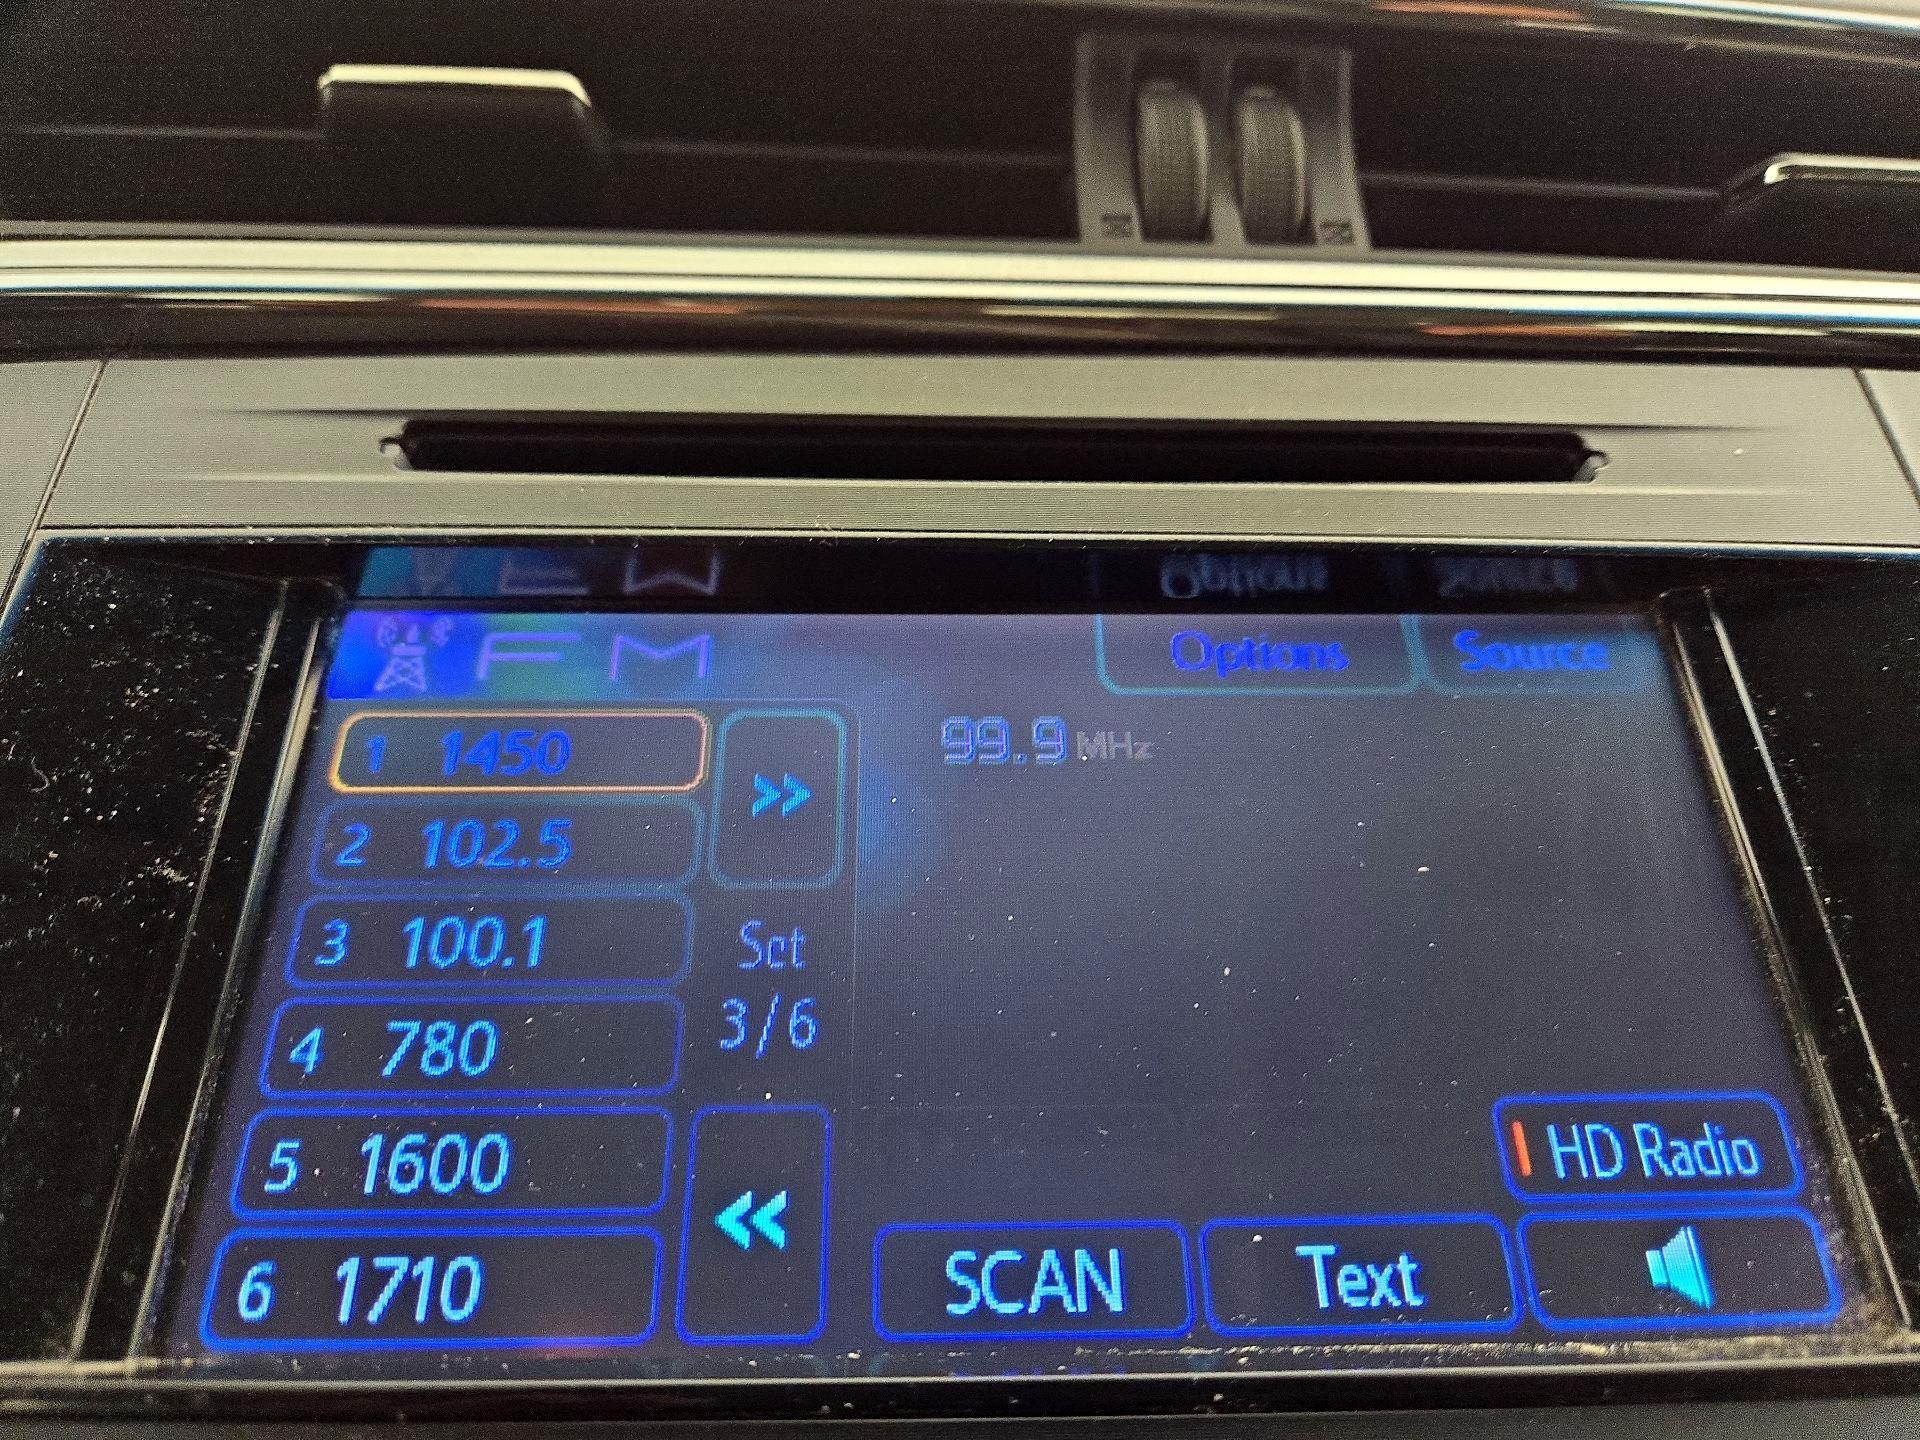 FM Options Source
1 1450
99.9 MHz
2 102.5
3 100.1
Set
3/6
4 780
5 1600
HD Radio
6 1710
SCAN Text